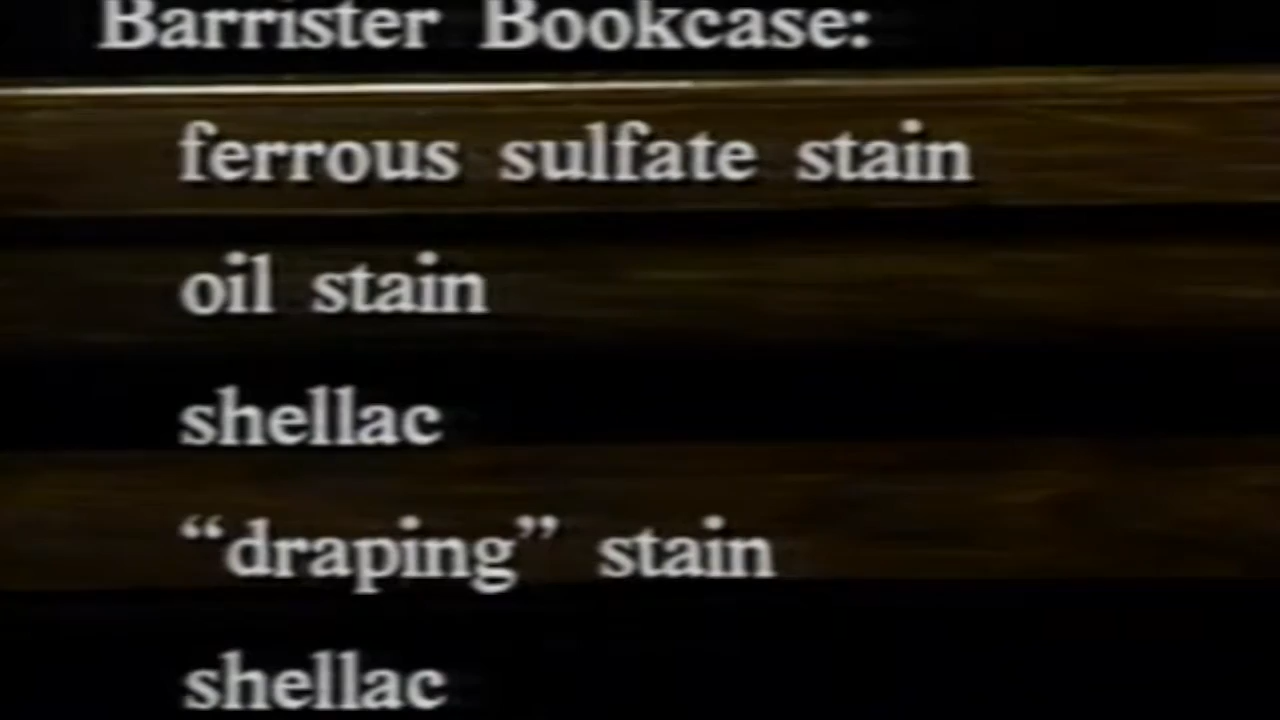 Barrister Bookcase:
ferrous sulfate stain
oil stain
shellac
“draping” stain
shellac